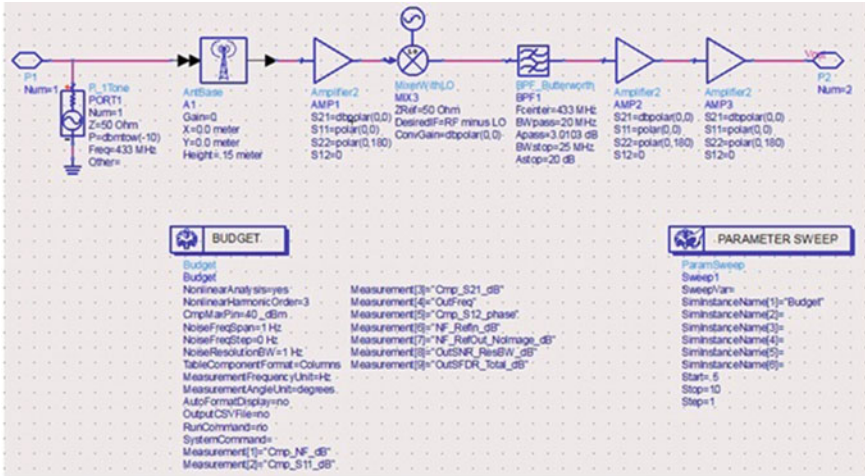 Vout
P1
Num=1
P_1Tone
PORT1
Num=1
Z=50 Ohm
P=dbmtow(-10)
Freq=433 MHz
Other=
AntBase
A1
Gain=0
X=0.0 meter
Y=0.0 meter
Height=.15 meter
Amplifier2
AMP1
S21=dbpolar(0,0)
S11=polar(0,0)
S22=polar(0,180)
S12=0
MixerWithLO
MIX3
ZRef=50 Ohm
DesiredIF=RF minus LO
ConvGain=dbpolar(0,0)
BPF_Butterworth
BPF1
Fcenter=433 MHz
BWpass=20 MHz
Apass=3.0103 dB
BWstop=25 MHz
Astop=20 dB
Amplifier2
AMP2
S21=dbpolar(0,0)
S11=polar(0,0)
S22=polar(0,180)
S12=0
Amplifier2
AMP3
S21=dbpolar(0,0)
S11=polar(0,0)
S22=polar(0,180)
S12=0
P2
Num=2
BUDGET
Budget
Budget
NonlinearAnalysis=yes
NonlinearHarmonicOrder=3
CmpMaxPin=40_dBm
NoiseFreqSpan=1 Hz
NoiseFreqStep=0 Hz
NoiseResolutionBW=1 Hz
TableComponentFormat=Columns
MeasurementFrequencyUnit=Hz
MeasurementAngleUnit=degrees
AutoFormatDisplay=no
OutputCSVFile=no
RunCommand=no
SystemCommand=
Measurement[1]="Cmp_NF_dB"
Measurement[2]="Cmp_S11_dB"
Measurement[3]="Cmp_S21_dB"
Measurement[4]="OutFreq"
Measurement[5]="Cmp_S12_phase"
Measurement[6]="NF_RefIn_dB"
Measurement[7]="NF_RefOut_NoImage_dB"
Measurement[8]="OutSNR_ResBW_dB"
Measurement[9]="OutSFDR_Total_dB"
PARAMETER SWEEP
ParamSweep
Sweep1
SweepVar=
SimInstanceName[1]="Budget"
SimInstanceName[2]=
SimInstanceName[3]=
SimInstanceName[4]=
SimInstanceName[5]=
SimInstanceName[6]=
Start=.5
Stop=10
Step=1